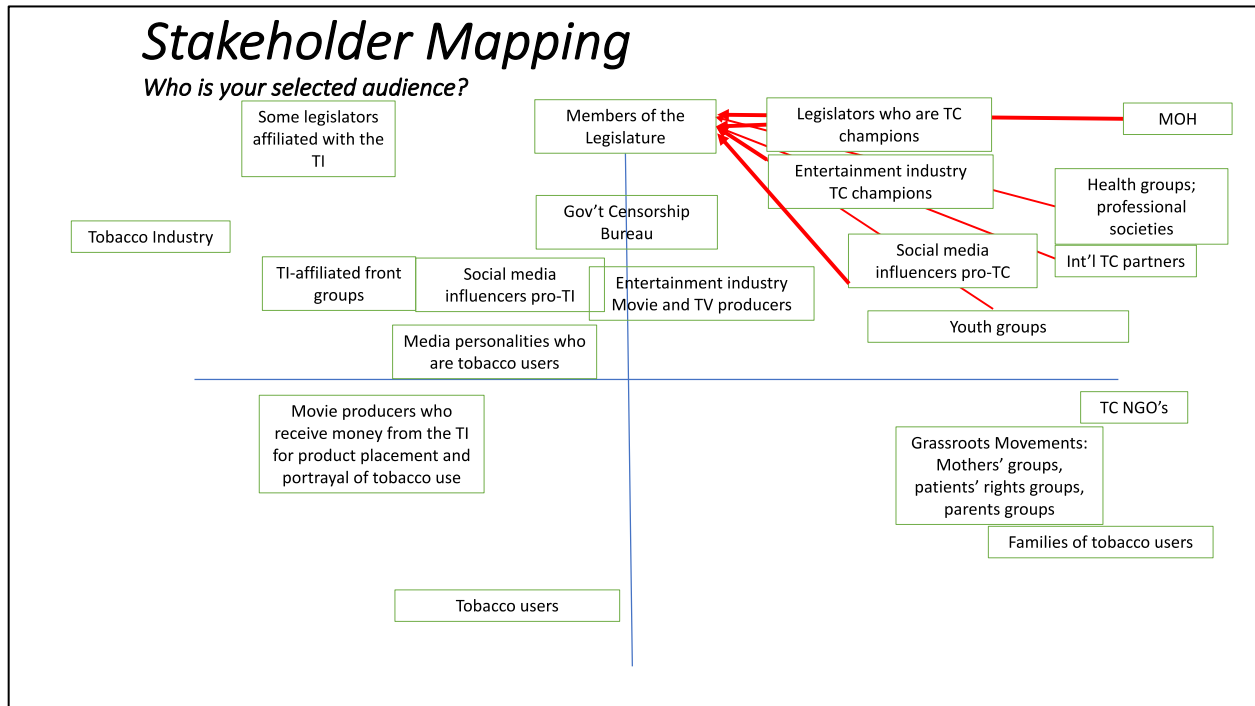 Stakeholder Mapping
Who is your selected audience?
Some legislators
affiliated with the
TI
Members of the
Legislature
Legislators who are TC
champions
MOH
Entertainment industry
TC champions
Health groups;
professional
societies
Gov’t Censorship
Bureau
Tobacco Industry
Social media
influencers pro-TC
Int’l TC partners
TI-affiliated front
groups
Social media
influencers pro-TI
Entertainment industry
Movie and TV producers
Youth groups
Media personalities who
are tobacco users
Movie producers who
receive money from the TI
for product placement and
portrayal of tobacco use
TC NGO’s
Grassroots Movements:
Mothers’ groups,
patients’ rights groups,
parents groups
Families of tobacco users
Tobacco users